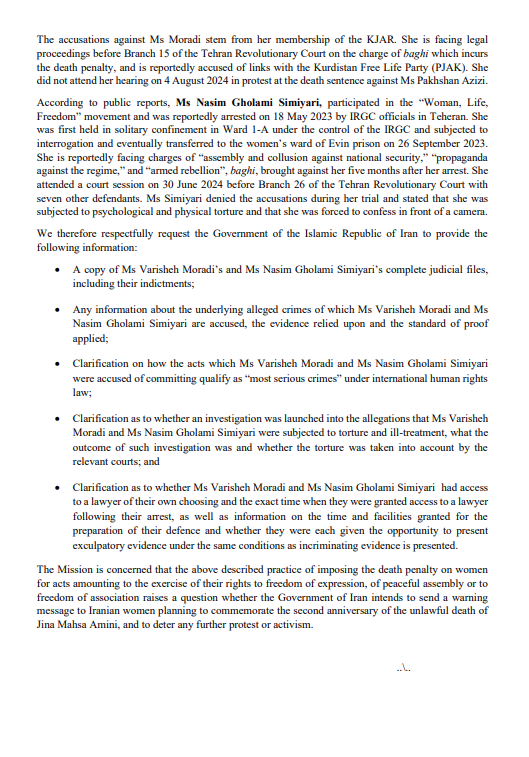 The accusations against Ms Moradi stem from her membership of the KJAR. She is facing legal
proceedings before Branch 15 of the Tehran Revolutionary Court on the charge of baghi which incurs
the death penalty, and is reportedly accused of links with the Kurdistan Free Life Party (PJAK). She
did not attend her hearing on 4 August 2024 in protest at the death sentence against Ms Pakhshan Azizi.
According to public reports, Ms Nasim Gholami Simiyari, participated in the “Woman, Life,
Freedom” movement and was reportedly arrested on 18 May 2023 by IRGC officials in Teheran. She
was first held in solitary confinement in Ward 1-A under the control of the IRGC and subjected to
interrogation and eventually transferred to the women’s ward of Evin prison on 26 September 2023.
She is reportedly facing charges of “assembly and collusion against national security,” “propaganda
against the regime,” and “armed rebellion”, baghi, brought against her five months after her arrest. She
attended a court session on 30 June 2024 before Branch 26 of the Tehran Revolutionary Court with
seven other defendants. Ms Simiyari denied the accusations during her trial and stated that she was
subjected to psychological and physical torture and that she was forced to confess in front of a camera.
We therefore respectfully request the Government of the Islamic Republic of Iran to provide the
following information:
• A copy of Ms Varisheh Moradi’s and Ms Nasim Gholami Simiyari’s complete judicial files,
including their indictments;
• Any information about the underlying alleged crimes of which Ms Varisheh Moradi and Ms
Nasim Gholami Simiyari are accused, the evidence relied upon and the standard of proof
applied;
• Clarification on how the acts which Ms Varisheh Moradi and Ms Nasim Gholami Simiyari
were accused of committing qualify as “most serious crimes” under international human rights
law;
• Clarification as to whether an investigation was launched into the allegations that Ms Varisheh
Moradi and Ms Nasim Gholami Simiyari were subjected to torture and ill-treatment, what the
outcome of such investigation was and whether the torture was taken into account by the
relevant courts; and
• Clarification as to whether Ms Varisheh Moradi and Ms Nasim Gholami Simiyari had access
to a lawyer of their own choosing and the exact time when they were granted access to a lawyer
following their arrest, as well as information on the time and facilities granted for the
preparation of their defence and whether they were each given the opportunity to present
exculpatory evidence under the same conditions as incriminating evidence is presented.
The Mission is concerned that the above described practice of imposing the death penalty on women
for acts amounting to the exercise of their rights to freedom of expression, of peaceful assembly or to
freedom of association raises a question whether the Government of Iran intends to send a warning
message to Iranian women planning to commemorate the second anniversary of the unlawful death of
Jina Mahsa Amini, and to deter any further protest or activism.
..\..